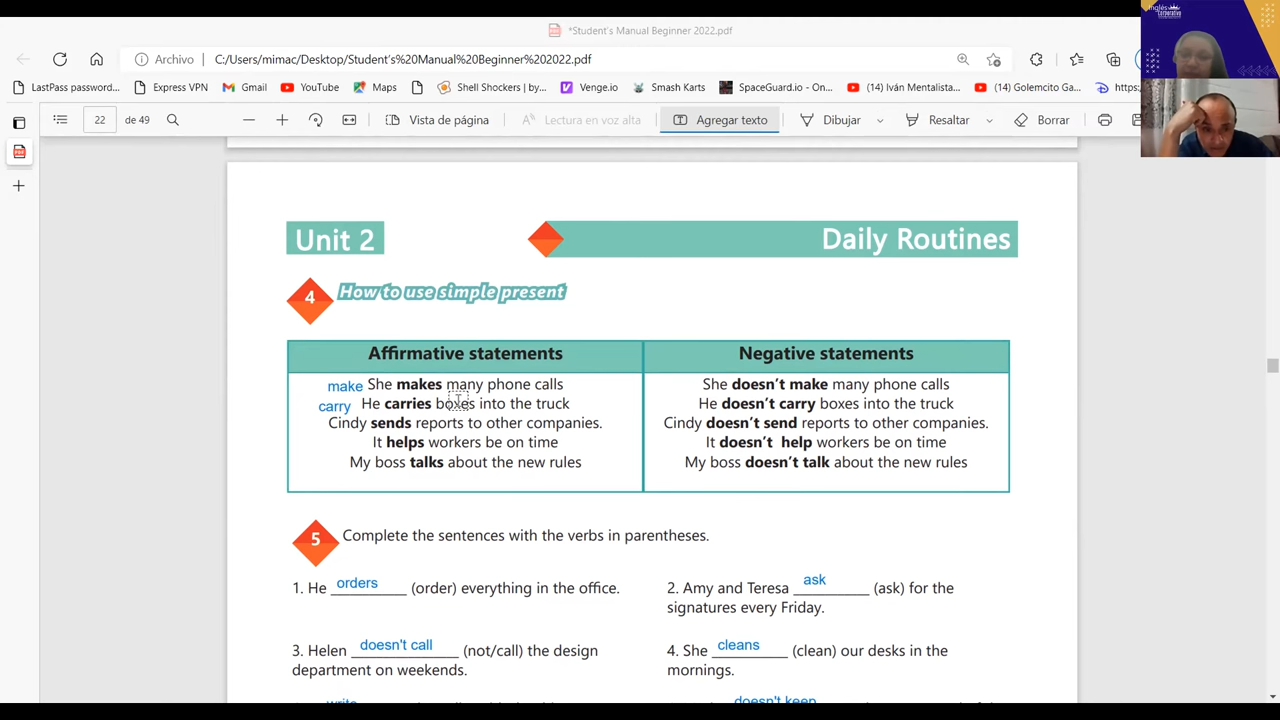 *Student's Manual Beginner 2022.pdf
Archivo C:/Users/mimac/Desktop/Student's%20Manual%20Beginner%202022.pdf
LastPass password... Express VPN Gmail YouTube Maps Shell Shockers | by... Venge.io Smash Karts SpaceGuard.io - On... (14) Iván Mentalista... (14) Golemcito Ga... https:
22 de 49 Vista de página Lectura en voz alta Agregar texto Dibujar Resaltar Borrar
Inglés
corporativo
Unit 2 Daily Routines
4 How to use simple present
Affirmative statements
make She makes many phone calls
carry He carries boxes into the truck
Cindy sends reports to other companies.
It helps workers be on time
My boss talks about the new rules
Negative statements
She doesn't make many phone calls
He doesn't carry boxes into the truck
Cindy doesn't send reports to other companies.
It doesn't help workers be on time
My boss doesn't talk about the new rules
5 Complete the sentences with the verbs in parentheses.
1. He orders (order) everything in the office.
2. Amy and Teresa ask (ask) for the
signatures every Friday.
3. Helen doesn't call (not/call) the design
department on weekends.
4. She cleans (clean) our desks in the
mornings.
write
doesn't keep